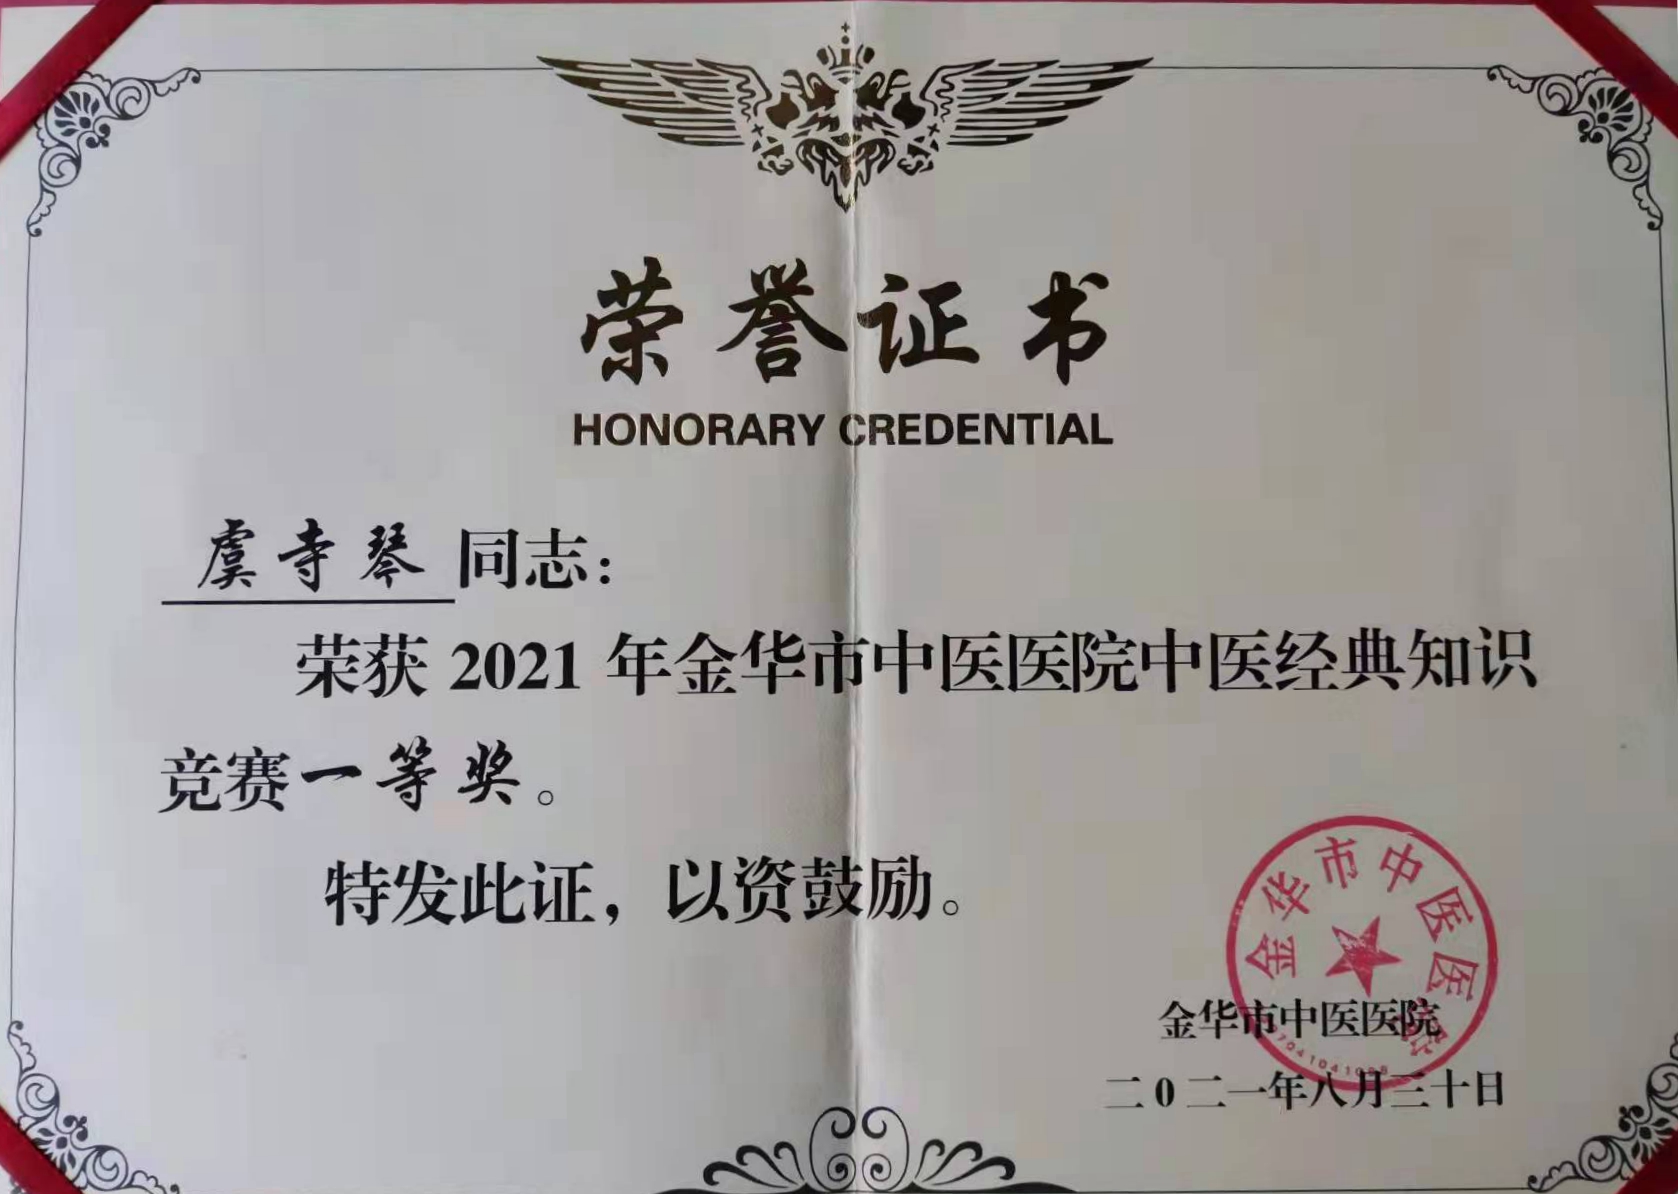 荣誉证书
HONORARY CREDENTIAL
虞寺琴同志：
荣获 2021 年金华市中医医院中医经典知识
竞赛一等奖。
特发此证，以资鼓励。
金华市中医医院
金华市中医医院
二0二一年八月三十日